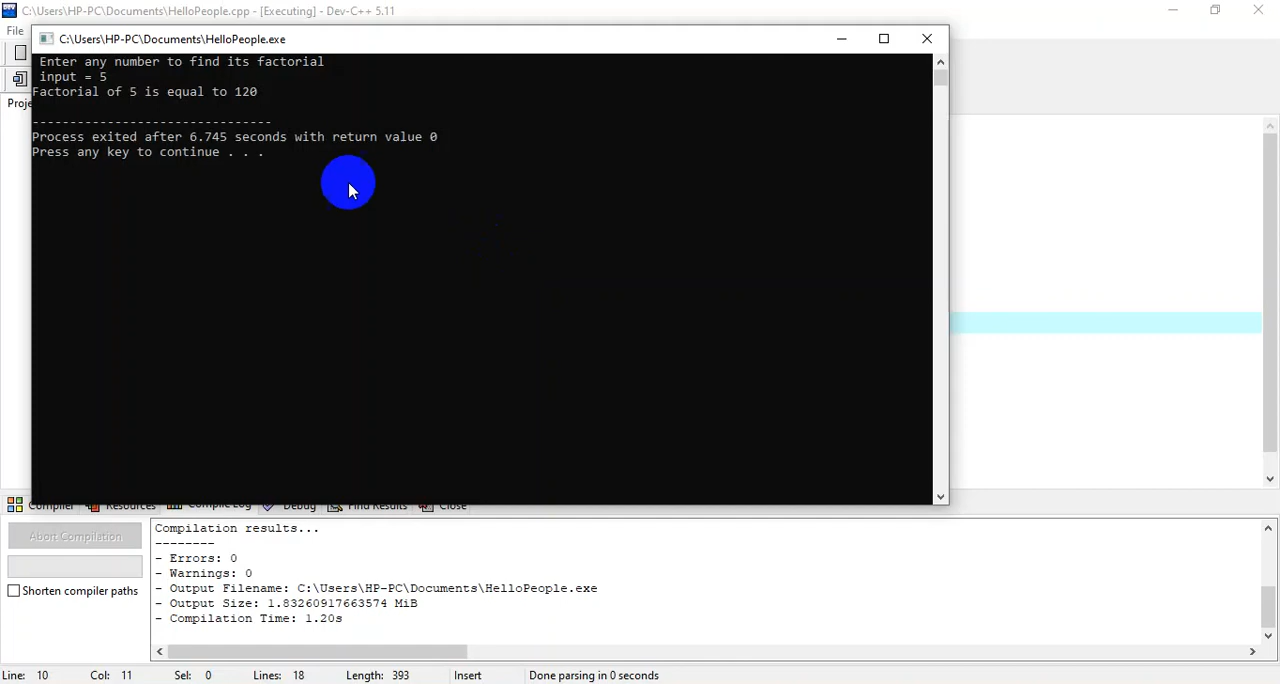 C:\Users\HP-PC\Documents\HelloPeople.cpp - [Executing] - Dev-C++ 5.11
File
C:\Users\HP-PC\Documents\HelloPeople.exe
Enter any number to find its factorial
input = 5
Factorial of 5 is equal to 120
Proje
--------------------------------
Process exited after 6.745 seconds with return value 0
Press any key to continue . . .
Compiler Resources Compile Log Debug Find Results Close
Abort Compilation
Shorten compiler paths
Compilation results...
--------
- Errors: 0
- Warnings: 0
- Output Filename: C:\Users\HP-PC\Documents\HelloPeople.exe
- Output Size: 1.83260917663574 MiB
- Compilation Time: 1.20s
Line: 10 Col: 11 Sel: 0 Lines: 18 Length: 393 Insert Done parsing in 0 seconds